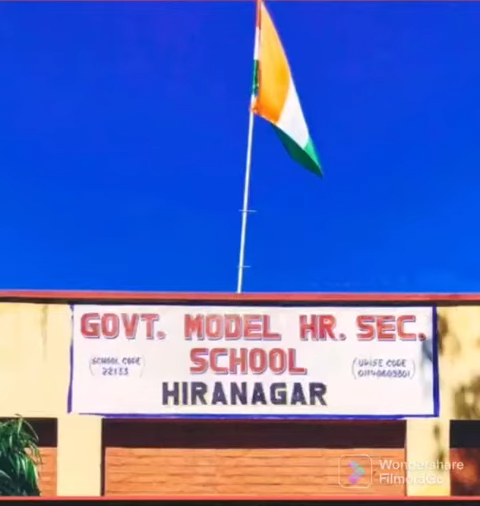 GOVT. MODEL HR. SEC.
SCHOOL
HIRANAGAR
(SCHOOL CODE
22133)
(UDISE CODE
Wondershare
FilmoraGo